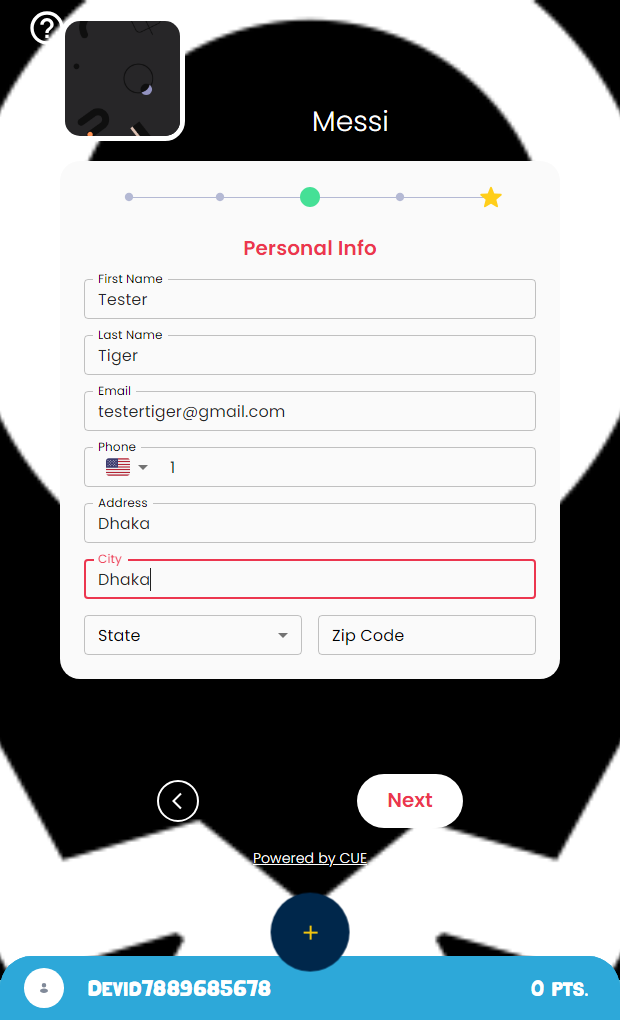 Messi
Personal Info
First Name
Tester
Last Name
Tiger
Email
testertiger@gmail.com
Phone
1
Address
Dhaka
City
Dhaka
State
Zip Code
Next
Powered by CUE
+
Devid7889685678
0 PTS.